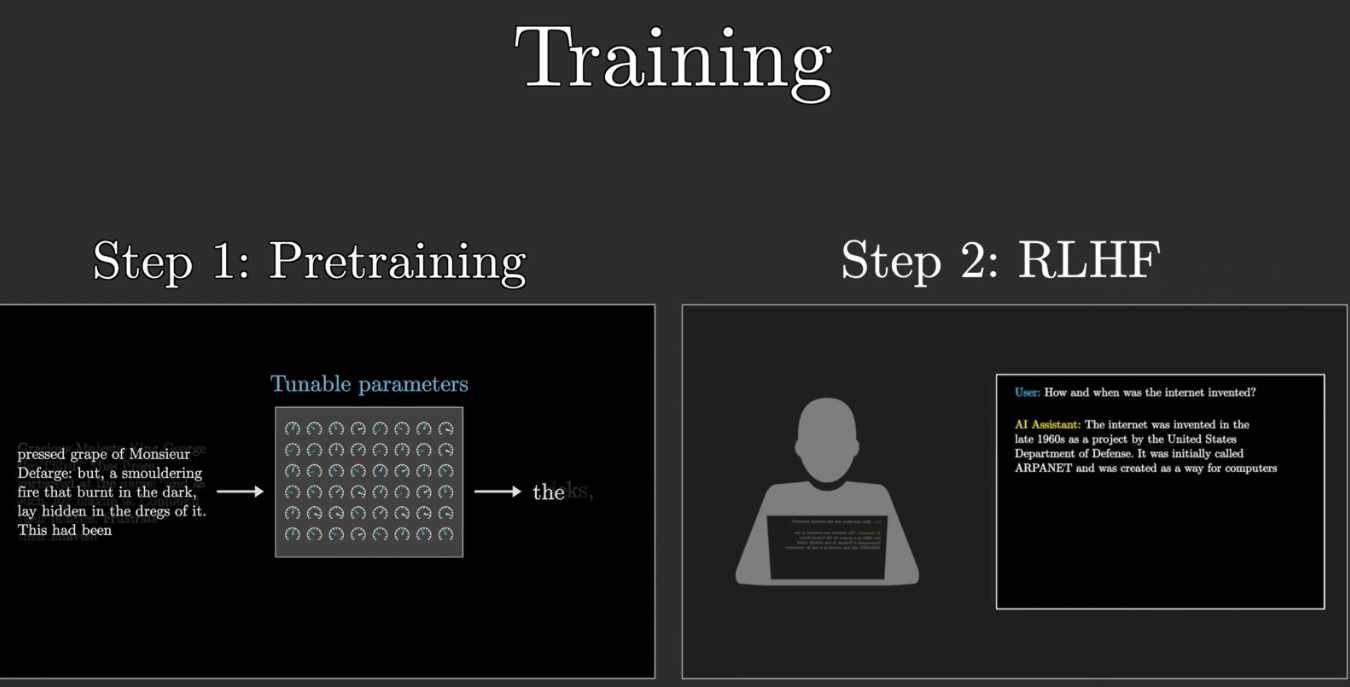 Training
Step 1: Pretraining
Tunable parameters
pressed grape of Monsieur
Defarge: but, a smouldering
fire that burnt in the dark,
lay hidden in the dregs of it.
This had been
the
Step 2: RLHF
User: How and when was the internet invented?
AI Assistant: The internet was invented in the
late 1960s as a project by the United States
Department of Defense. It was initially called
ARPANET and was created as a way for computers